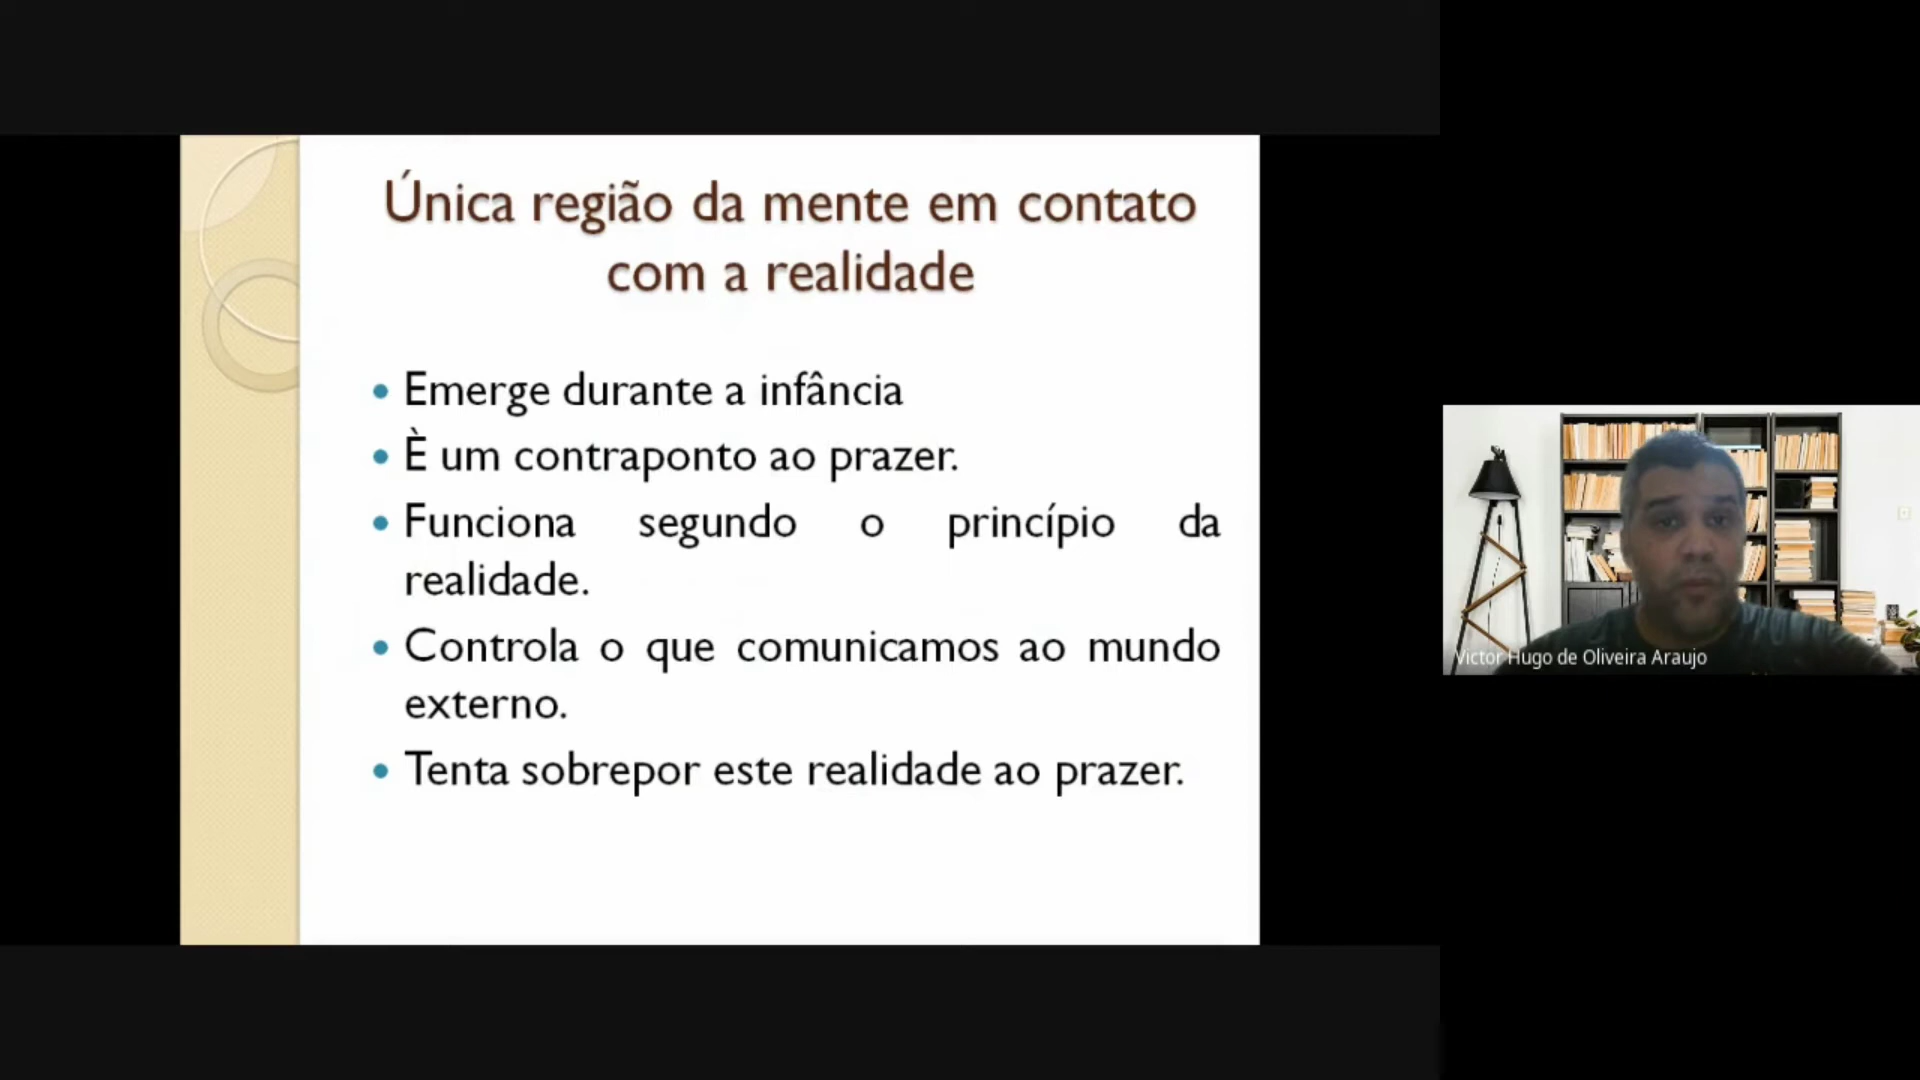 Única região da mente em contato
com a realidade
• Emerge durante a infância
• È um contraponto ao prazer.
• Funciona segundo o princípio da
realidade.
• Controla o que comunicamos ao mundo
externo.
• Tenta sobrepor este realidade ao prazer.
Victor Hugo de Oliveira Araujo